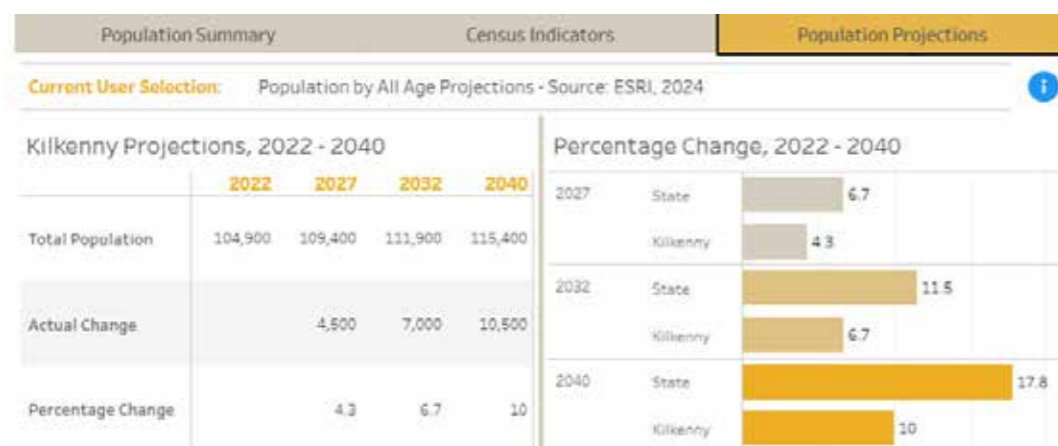 Population Summary Census Indicators Population Projections
Current User Selection: Population by All Age Projections - Source: ESRI, 2024
i
Kilkenny Projections, 2022 - 2040
2022 2027 2032 2040
Total Population 104,900 109,400 111,900 115,400
Actual Change 4,500 7,000 10,500
Percentage Change 4.3 6.7 10
Percentage Change, 2022 - 2040
2027 State 6.7
Kilkenny 4.3
2032 State 11.5
Kilkenny 6.7
2040 State 17.8
Kilkenny 10